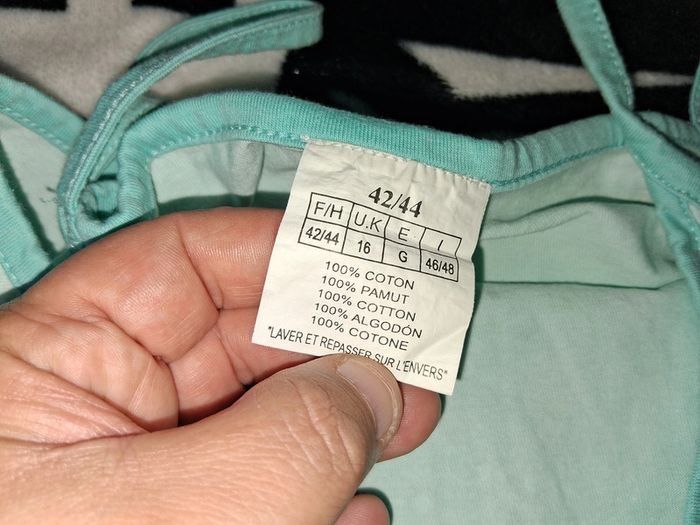 42/44
F/H U.K E I
42/44 16 G 46/48
100% COTON
100% PAMUT
100% COTTON
100% ALGODÓN
100% COTONE
"LAVER ET REPASSER SUR L'ENVERS"